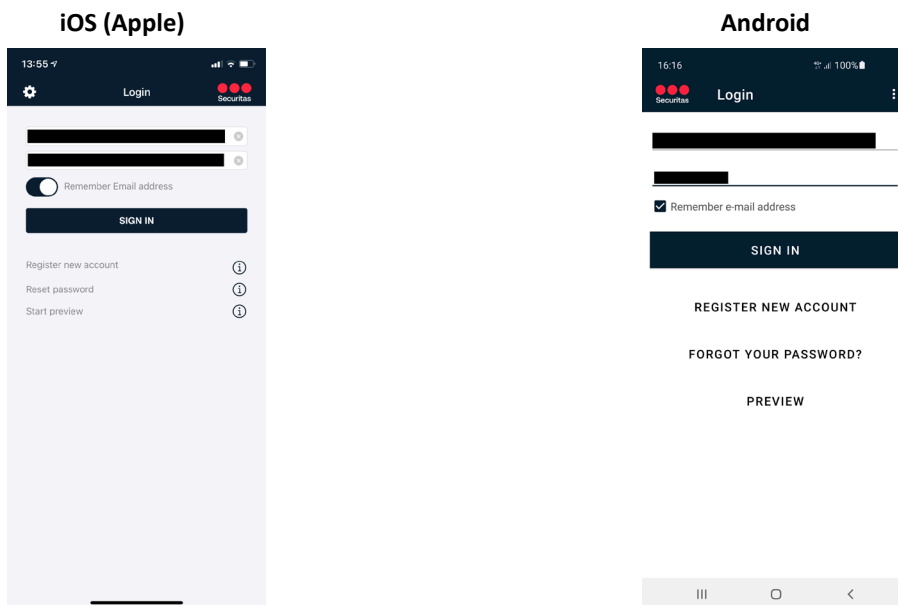 iOS (Apple)
13:55
Login
Securitas
Remember Email address
SIGN IN
Register new account
Reset password
Start preview
Android
16:16
100%
Securitas
Login
Remember e-mail address
SIGN IN
REGISTER NEW ACCOUNT
FORGOT YOUR PASSWORD?
PREVIEW